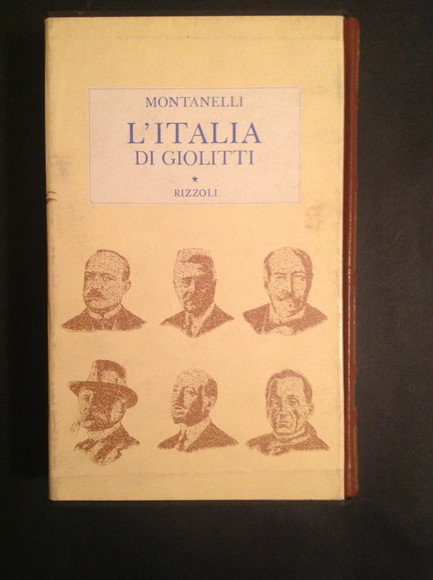 MONTANELLI
L'ITALIA
DI GIOLITTI
★
RIZZOLI